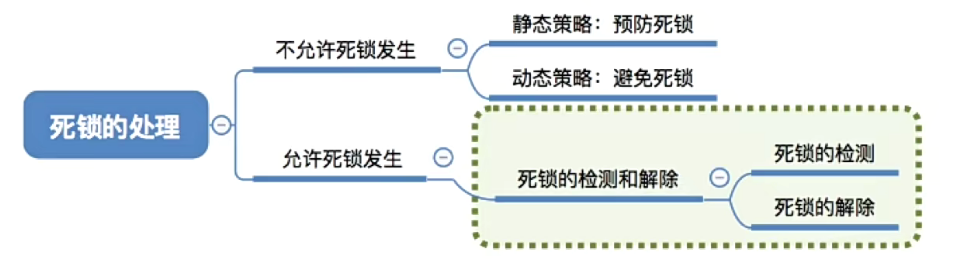 死锁的处理
不允许死锁发生
静态策略：预防死锁
动态策略：避免死锁
允许死锁发生
死锁的检测和解除
死锁的检测
死锁的解除